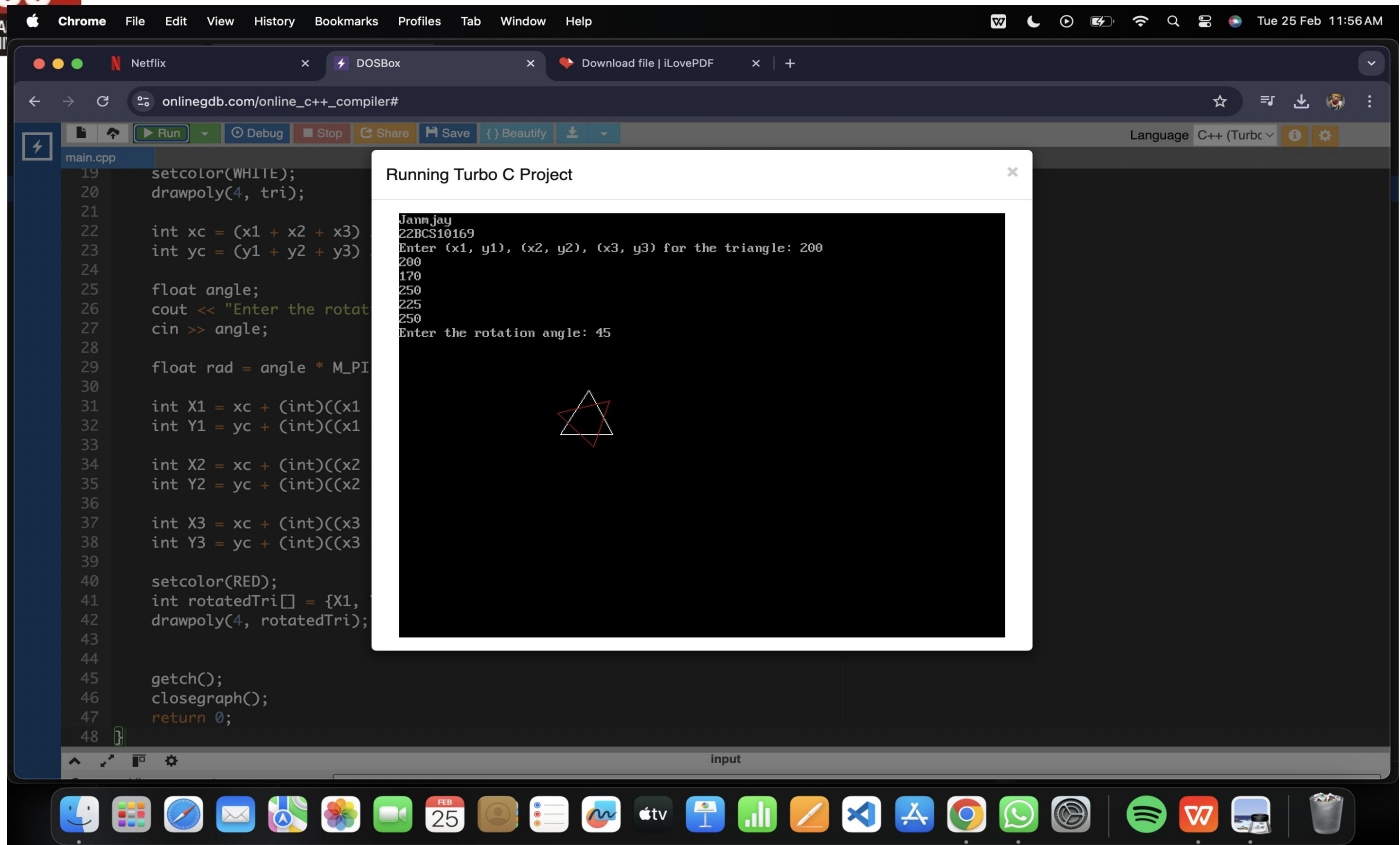 Chrome File Edit View History Bookmarks Profiles Tab Window Help Tue 25 Feb 11:56 AM
Netflix DOSBox Download file | iLovePDF
onlinegdb.com/online_c++_compiler#
Run Debug Stop Share Save { } Beautify Language C++ (Turbo
main.cpp
Running Turbo C Project
19 setcolor(WHITE);
20 drawpoly(4, tri);
21
22 int xc = (x1 + x2 + x3)
23 int yc = (y1 + y2 + y3)
24
25 float angle;
26 cout << "Enter the rotat
27 cin >> angle;
28
29 float rad = angle * M_PI
30
31 int X1 = xc + (int)((x1
32 int Y1 = yc + (int)((x1
33
34 int X2 = xc + (int)((x2
35 int Y2 = yc + (int)((x2
36
37 int X3 = xc + (int)((x3
38 int Y3 = yc + (int)((x3
39
40 setcolor(RED);
41 int rotatedTri[] = {X1,
42 drawpoly(4, rotatedTri);
43
44
45 getch();
46 closegraph();
47 return 0;
48 }
Janmjay
22BCS10169
Enter (x1, y1), (x2, y2), (x3, y3) for the triangle: 200
200
170
250
225
250
Enter the rotation angle: 45
input
FEB
25
tv